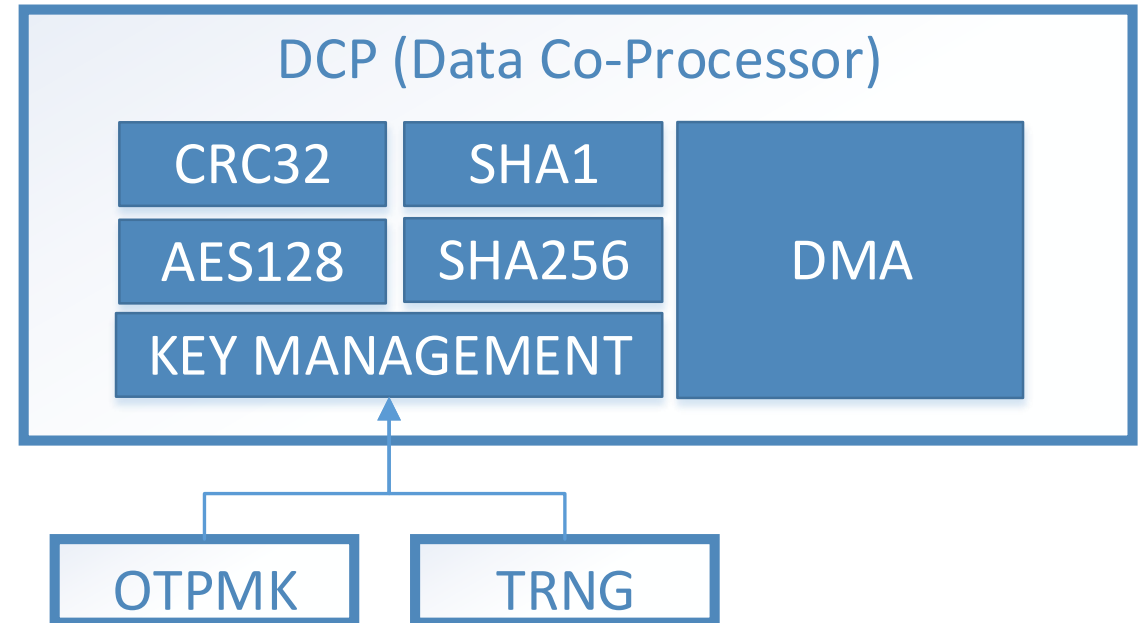 DCP (Data Co-Processor)
CRC32
SHA1
AES128
SHA256
DMA
KEY MANAGEMENT
OTPMK
TRNG